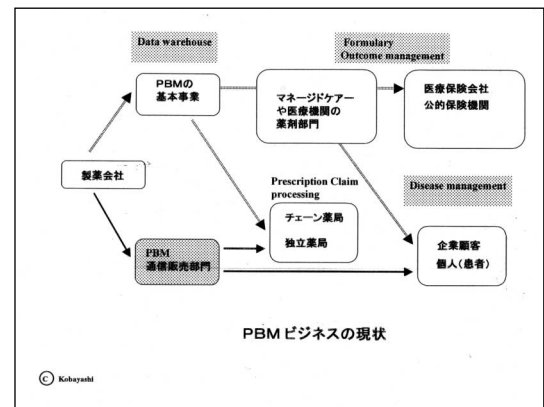 Data warehouse
Formulary
Outcome management
PBMの
基本事業
マネージドケアー
や医療機関の
薬剤部門
医療保険会社
公的保険機関
製薬会社
Prescription Claim
processing
Disease management
チェーン薬局
独立薬局
PBM
通信販売部門
企業顧客
個人(患者)
PBMビジネスの現状
C Kobayashi